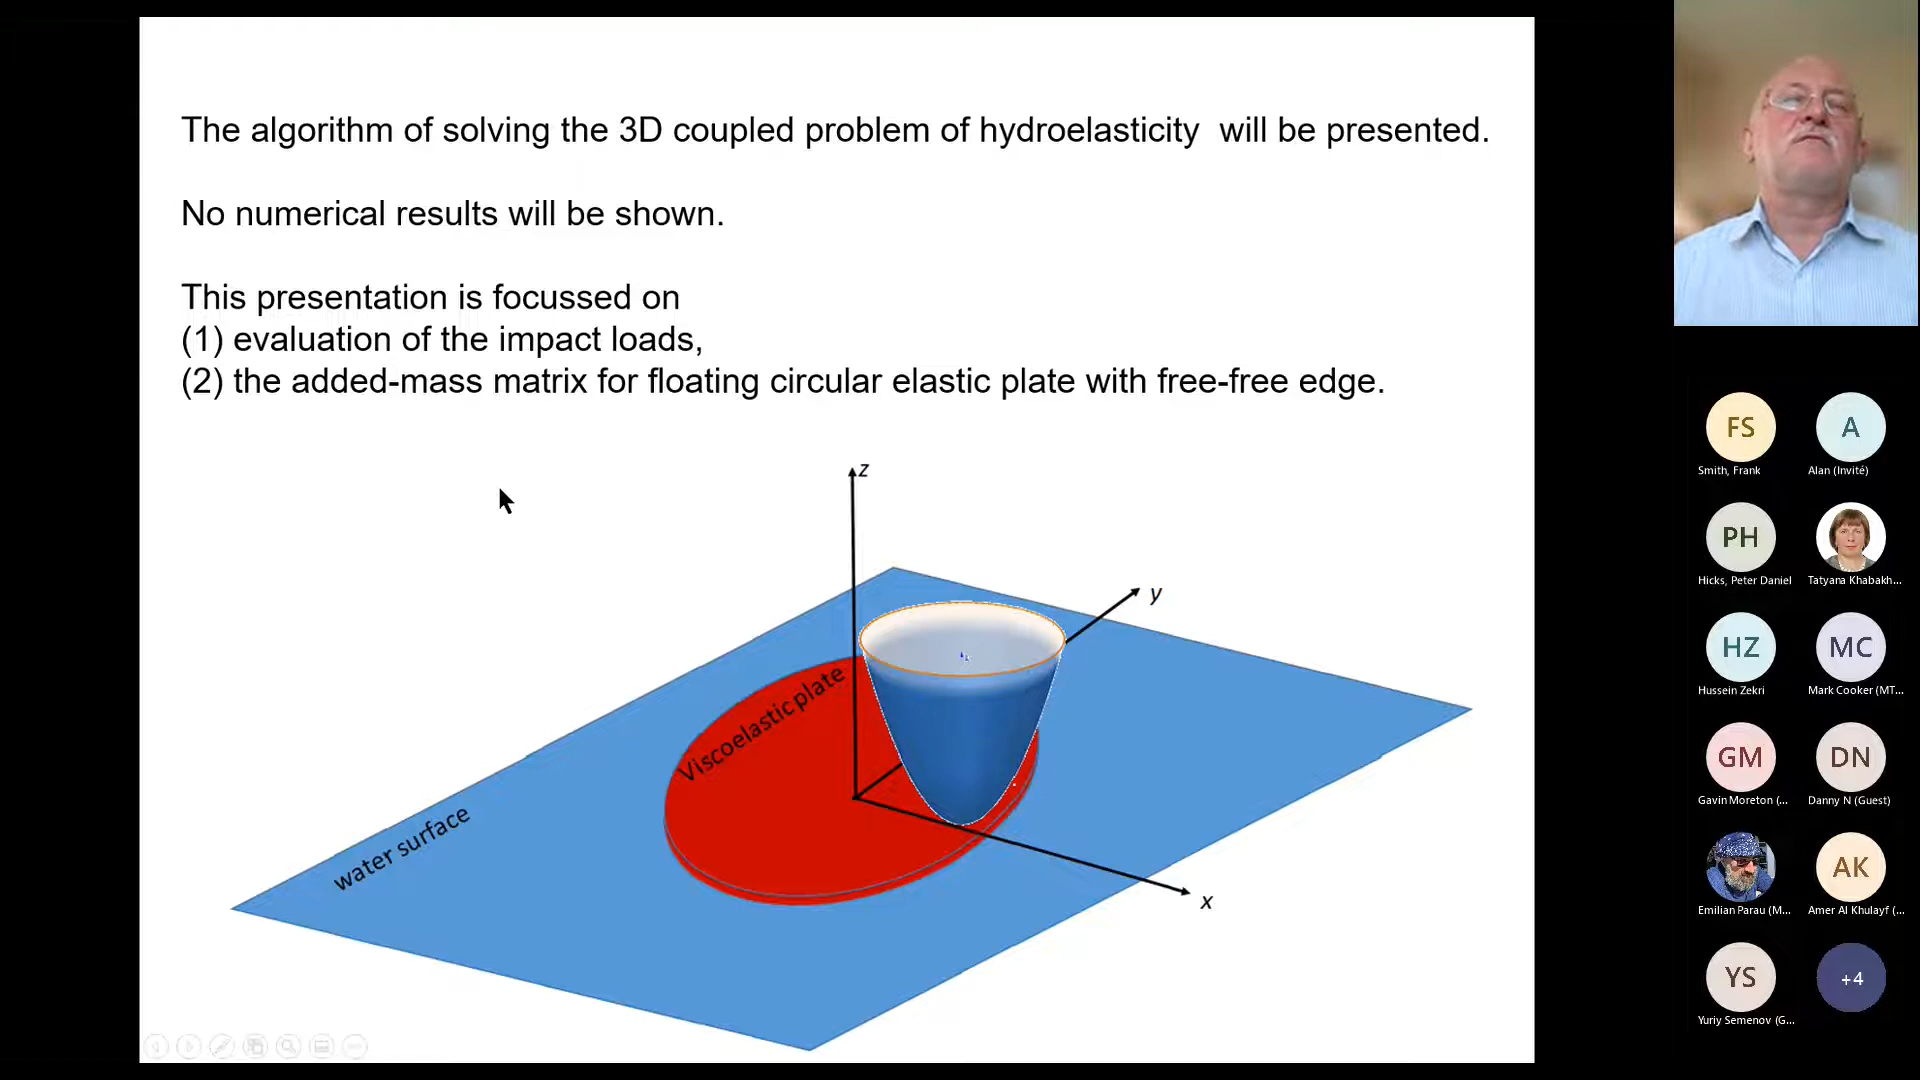 The algorithm of solving the 3D coupled problem of hydroelasticity will be presented.
No numerical results will be shown.
This presentation is focussed on
(1) evaluation of the impact loads,
(2) the added-mass matrix for floating circular elastic plate with free-free edge.
z
y
Viscoelastic plate
water surface
x
FS
A
Smith, Frank
Alan (Invité)
PH
Hicks, Peter Daniel
Tatyana Khabakh...
HZ
MC
Hussein Zekri
Mark Cooker (MT...
GM
DN
Gavin Moreton (...
Danny N (Guest)
AK
Emilian Parau (M...
Amer Al Khulayf (...
YS
+4
Yuriy Semenov (G...